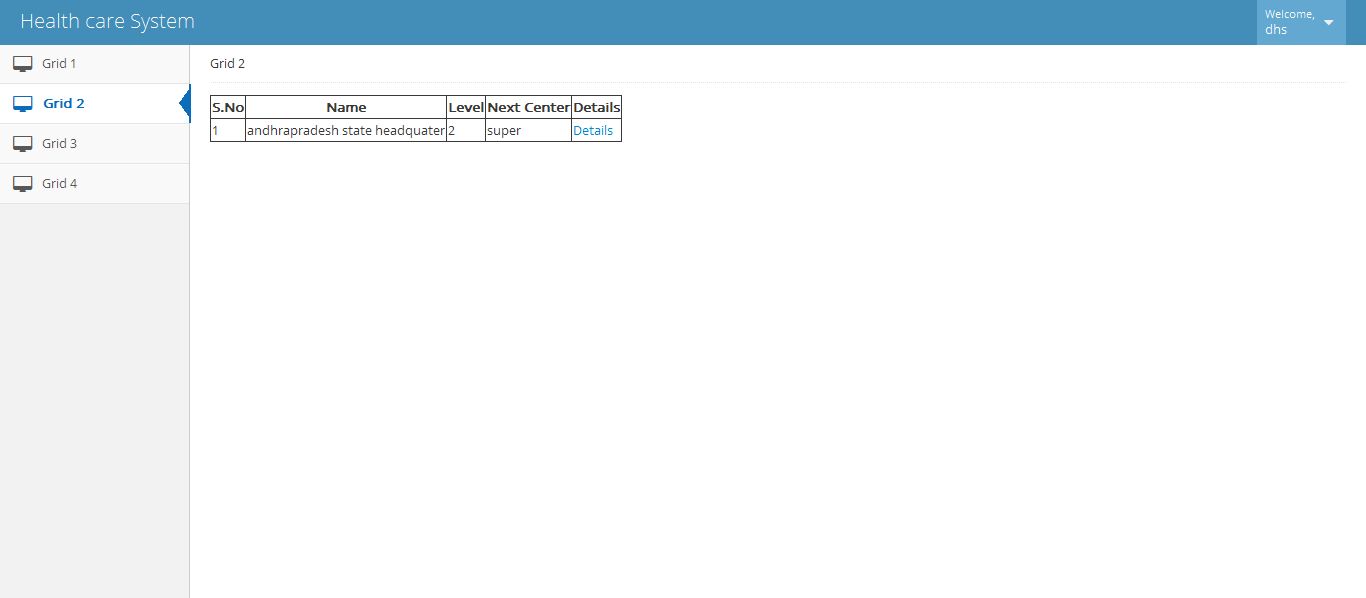 Health care System
Welcome,
dhs
Grid 1
Grid 2
Grid 3
Grid 4
Grid 2
S.No Name Level Next Center Details
1 andhrapradesh state headquater 2 super Details